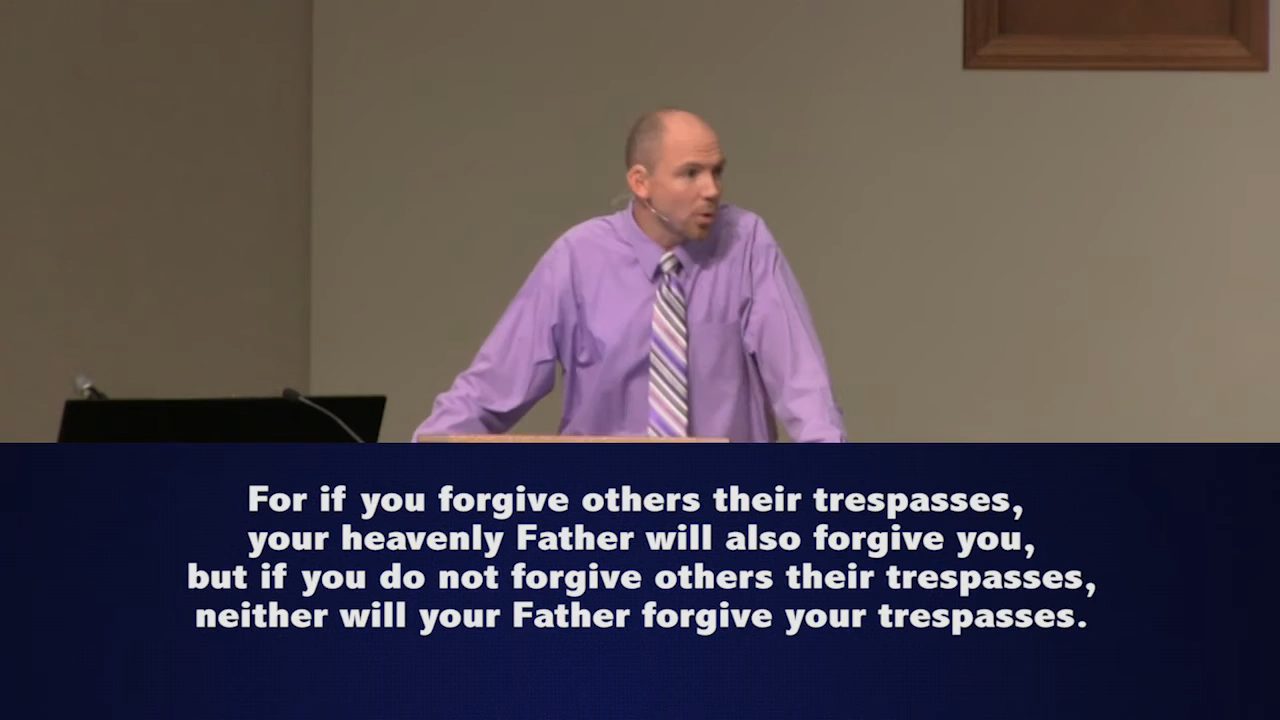 For if you forgive others their trespasses,
your heavenly Father will also forgive you,
but if you do not forgive others their trespasses,
neither will your Father forgive your trespasses.